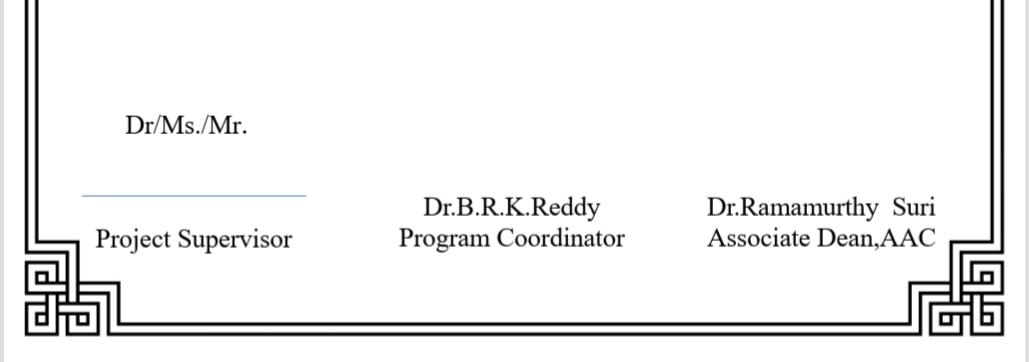 Dr/Ms./Mr.
Project Supervisor
Dr.B.R.K.Reddy
Program Coordinator
Dr.Ramamurthy  Suri
Associate Dean,AAC